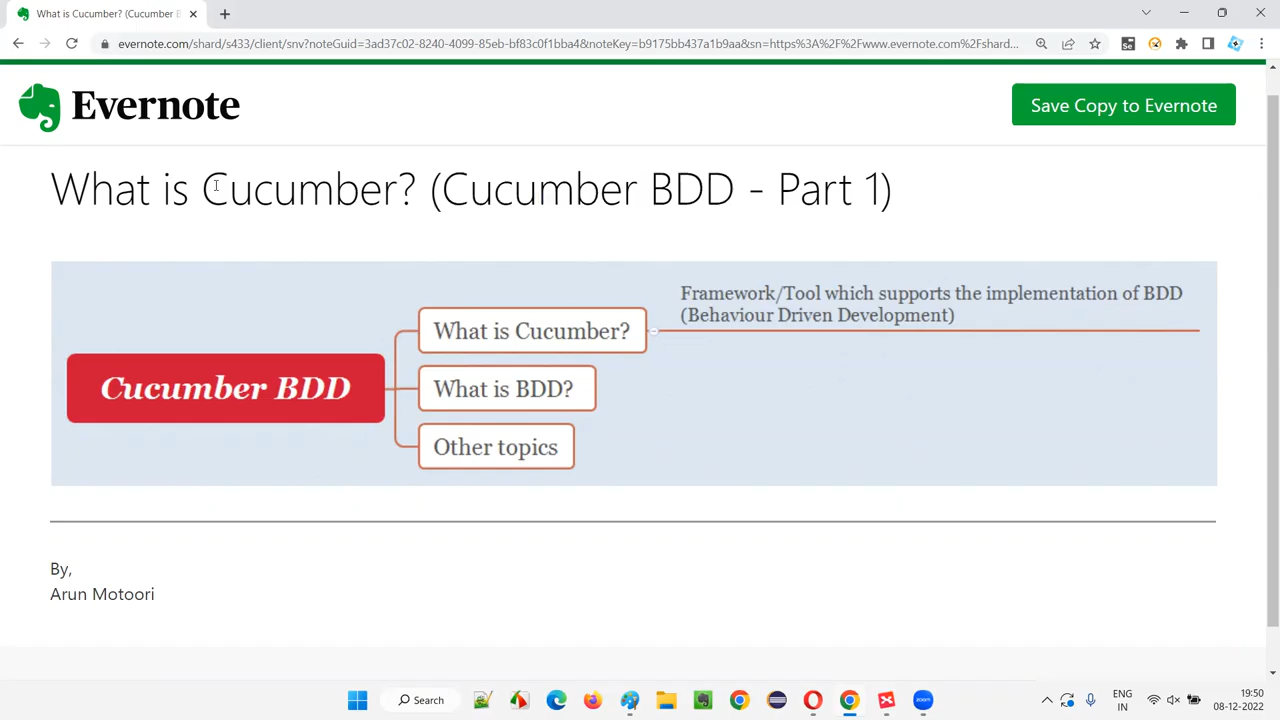 What is Cucumber? (Cucumber B
evernote.com/shard/s433/client/snv?noteGuid=3ad37c02-8240-4099-95eb-bf83c0f1bba4&noteKey=b9175bb437a1b9aa&sn=https%3A%2F%2Fwww.evernote.com%2Fshard...
Evernote
Save Copy to Evernote
What is Cucumber? (Cucumber BDD - Part 1)
Framework/Tool which supports the implementation of BDD
(Behaviour Driven Development)
What is Cucumber?
Cucumber BDD
What is BDD?
Other topics
By,
Arun Motoori
Search
zoom
ENG
IN
19:50
08-12-2022